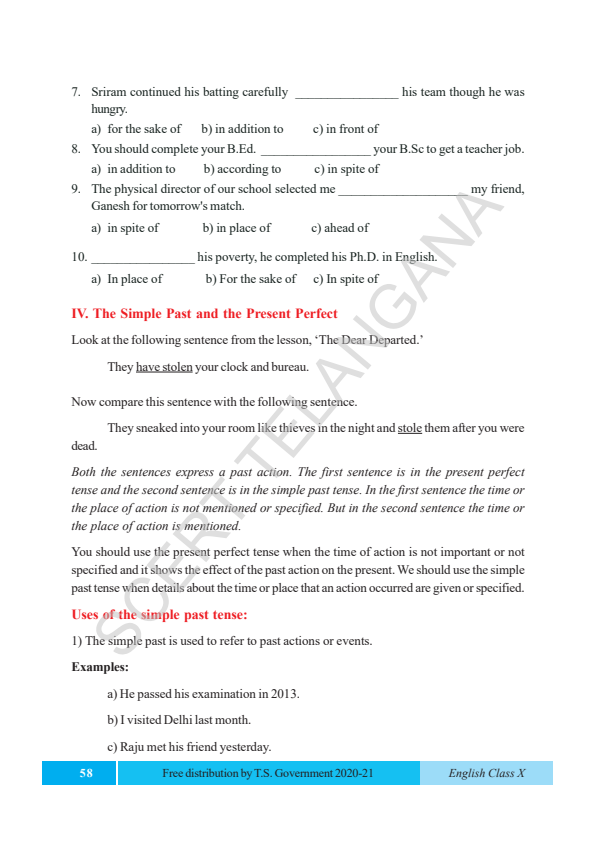 7. Sriram continued his batting carefully ________________ his team though he was
hungry.
a) for the sake of b) in addition to c) in front of
8. You should complete your B.Ed. _________________ your B.Sc to get a teacher job.
a) in addition to b) according to c) in spite of
9. The physical director of our school selected me ____________________ my friend,
Ganesh for tomorrow's match.
a) in spite of b) in place of c) ahead of
10. ________________ his poverty, he completed his Ph.D. in English.
a) In place of b) For the sake of c) In spite of
IV. The Simple Past and the Present Perfect
Look at the following sentence from the lesson, ‘The Dear Departed.’
They have stolen your clock and bureau.
Now compare this sentence with the following sentence.
They sneaked into your room like thieves in the night and stole them after you were
dead.
Both the sentences express a past action. The first sentence is in the present perfect
tense and the second sentence is in the simple past tense. In the first sentence the time or
the place of action is not mentioned or specified. But in the second sentence the time or
the place of action is mentioned.
You should use the present perfect tense when the time of action is not important or not
specified and it shows the effect of the past action on the present. We should use the simple
past tense when details about the time or place that an action occurred are given or specified.
Uses of the simple past tense:
1) The simple past is used to refer to past actions or events.
Examples:
a) He passed his examination in 2013.
b) I visited Delhi last month.
c) Raju met his friend yesterday.
58 Free distribution by T.S. Government 2020-21 English Class X
SCERT TELANGANA